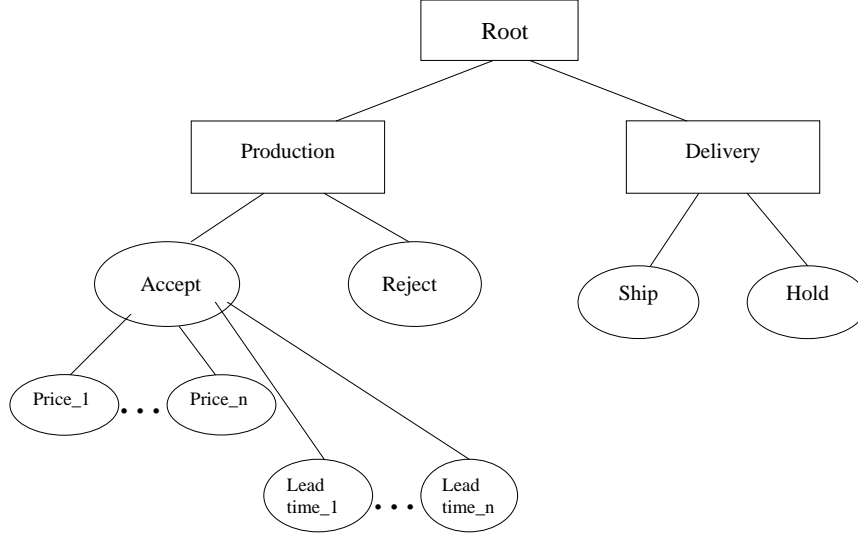 Root
Production
Delivery
Accept
Reject
Ship
Hold
Price_1
. . .
Price_n
Lead
time_1
. . .
Lead
time_n